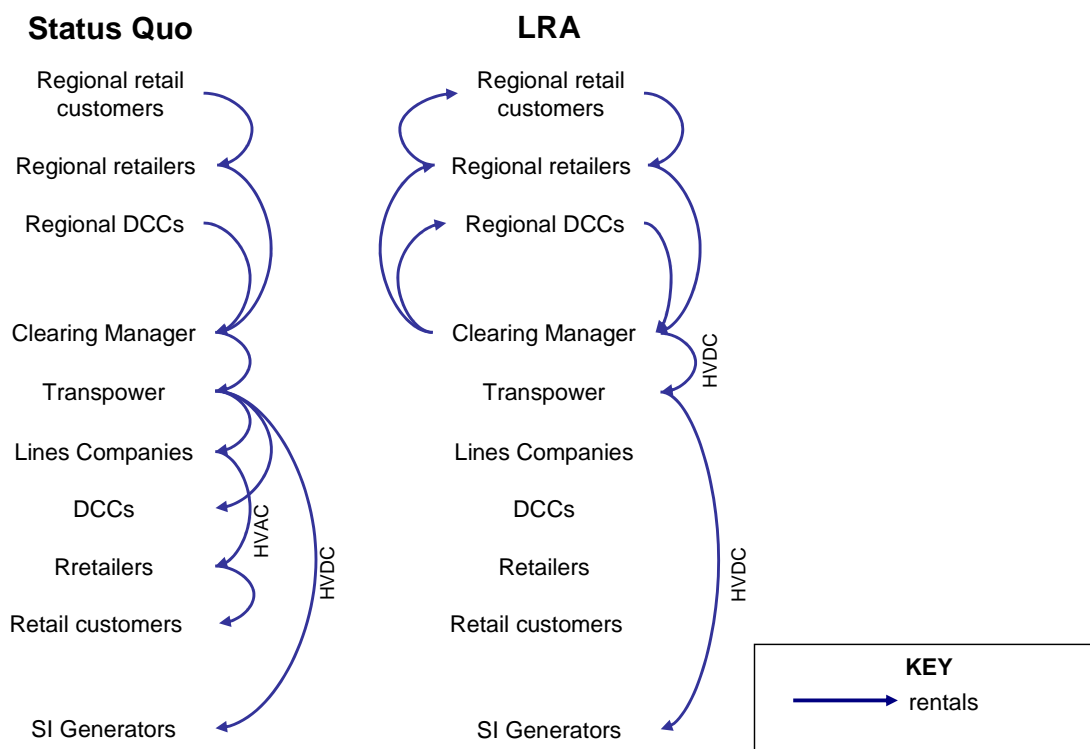 Status Quo
Regional retail
customers
Regional retailers
Regional DCCs
Clearing Manager
Transpower
Lines Companies
DCCs
Rretailers
Retail customers
SI Generators
HVAC
HVDC
LRA
Regional retail
customers
Regional retailers
Regional DCCs
Clearing Manager
Transpower
Lines Companies
DCCs
Retailers
Retail customers
SI Generators
HVDC
HVDC
KEY
rentals